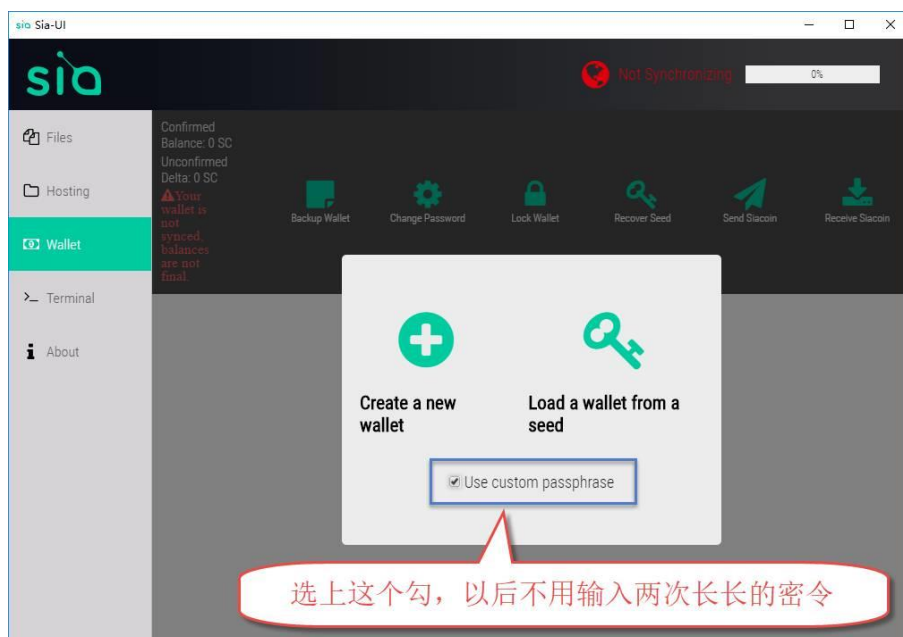 sia Sia-UI
sia
Not Synchronizing
0%
Files
Hosting
Wallet
Terminal
About
Confirmed
Balance: 0 SC
Unconfirmed
Delta: 0 SC
Your
wallet is
not
synced,
balances
are not
final.
Backup Wallet
Change Password
Lock Wallet
Recover Seed
Send Siacoin
Receive Siacoin
Create a new
wallet
Load a wallet from a
seed
Use custom passphrase
选上这个勾，以后不用输入两次长长的密令